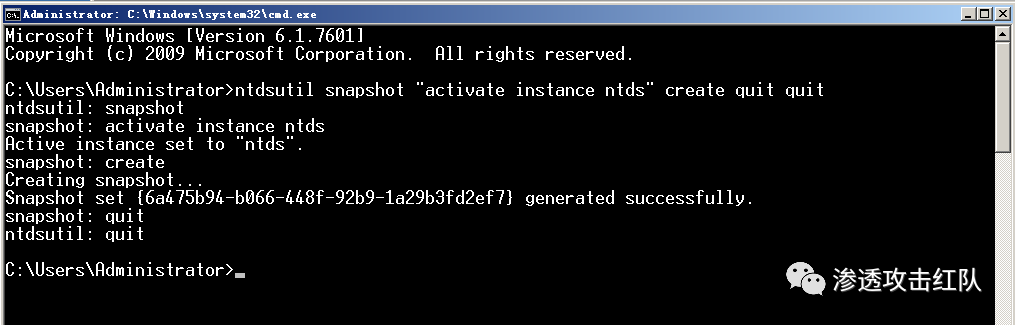 Administrator: C:\Windows\system32\cmd.exe
Microsoft Windows [Version 6.1.7601]
Copyright (c) 2009 Microsoft Corporation.  All rights reserved.
C:\Users\Administrator>ntdsutil snapshot "activate instance ntds" create quit quit
ntdsutil: snapshot
snapshot: activate instance ntds
Active instance set to "ntds".
snapshot: create
Creating snapshot...
Snapshot set {6a475b94-b066-448f-92b9-1a29b3fd2ef7} generated successfully.
snapshot: quit
ntdsutil: quit
C:\Users\Administrator>
渗透攻击红队